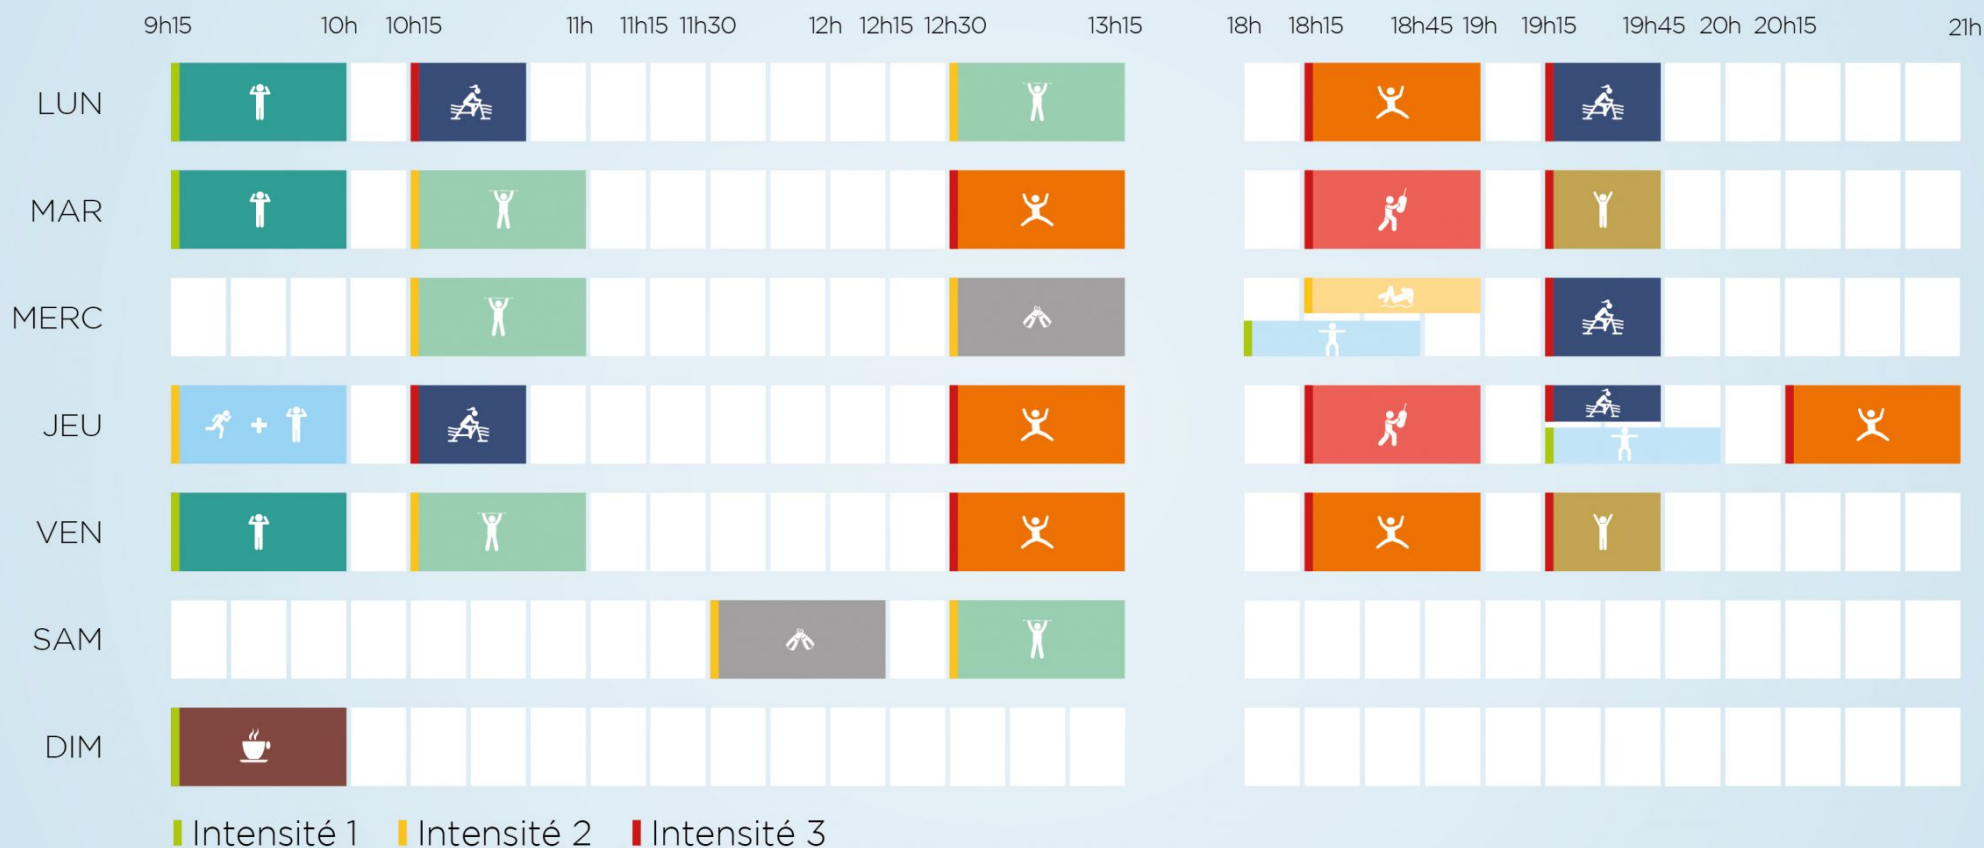 9h15 10h 10h15 11h 11h15 11h30 12h 12h15 12h30 13h15 18h 18h15 18h45 19h 19h15 19h45 20h 20h15 21h
LUN
MAR
MERC
JEU
VEN
SAM
DIM
Intensité 1 Intensité 2 Intensité 3